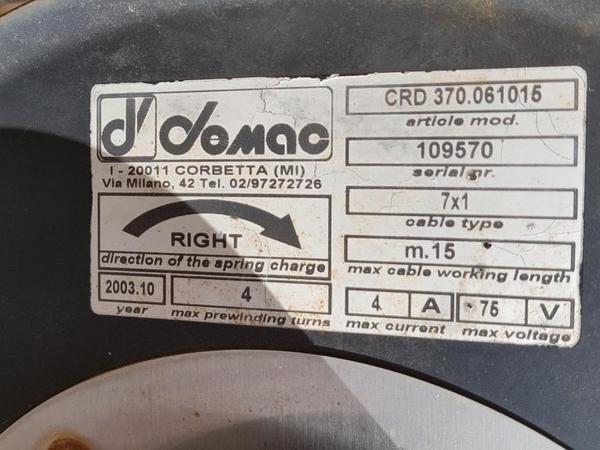 d Demac
I - 20011 CORBETTA (MI)
Via Milano, 42 Tel. 02/97272726
RIGHT
direction of the spring charge
2003.10
year
4
max prewinding turns
CRD 370.061015
article mod.
109570
serial nr.
7x1
cable type
m.15
max cable working length
4 A
max current
75 V
max voltage